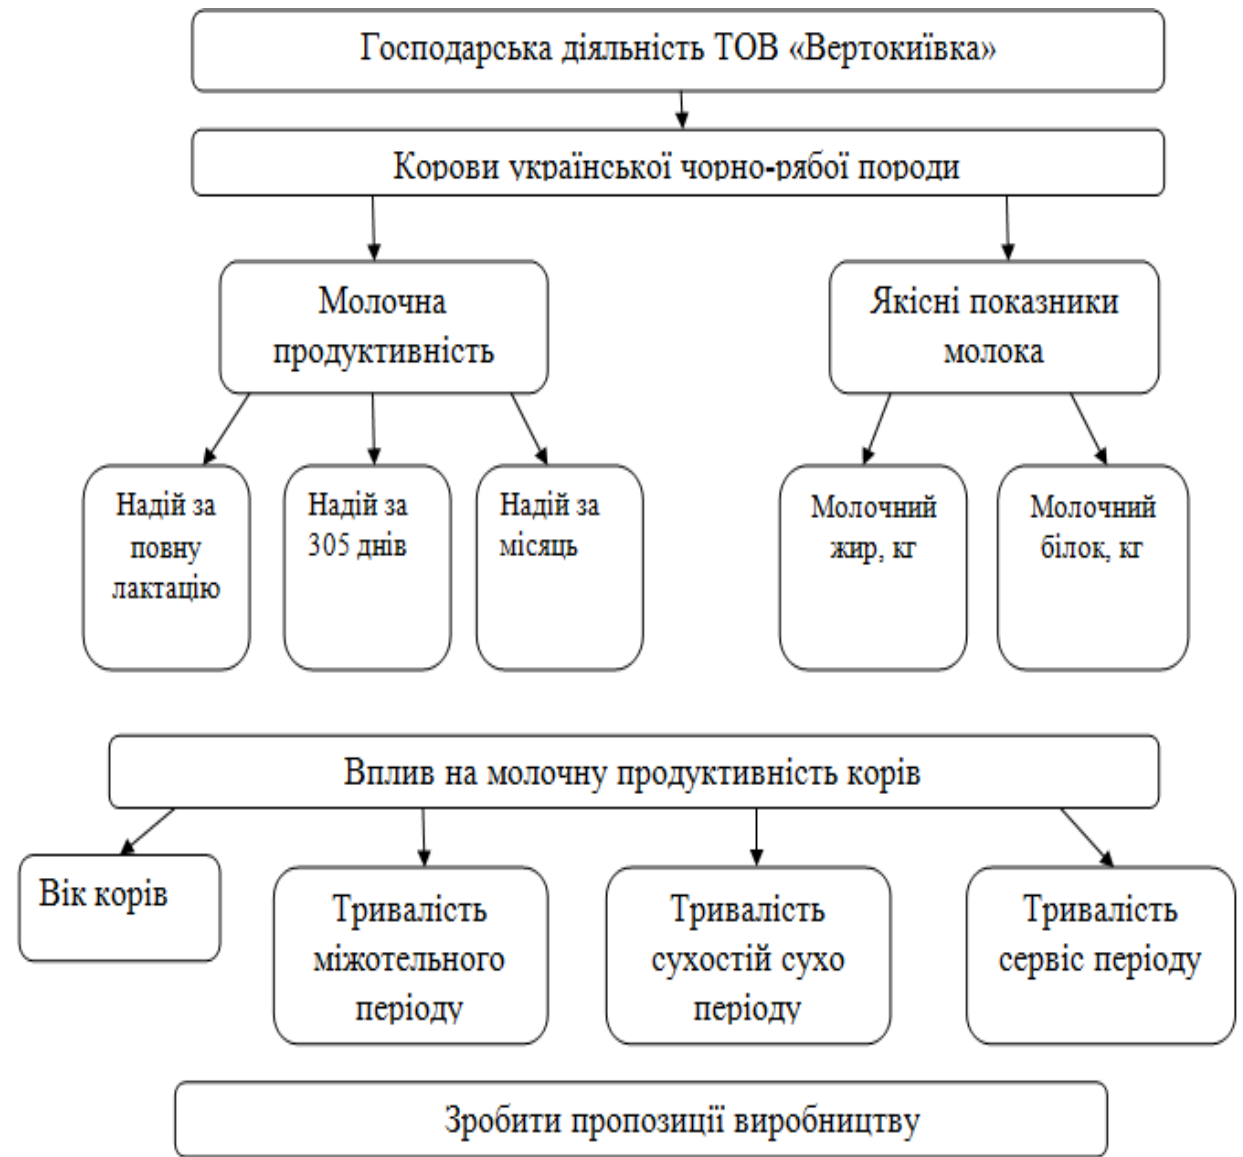 Господарська діяльність ТОВ «Вертокиївка»
Корови української чорно-рябої породи
Молочна
продуктивність
Якісні показники
молока
Надій за
повну
лактацію
Надій за
305 днів
Надій за
місяць
Молочний
жир, кг
Молочний
білок, кг
Вплив на молочну продуктивність корів
Вік корів
Тривалість
міжотельного
періоду
Тривалість
сухостій сухо
періоду
Тривалість
сервіс періоду
Зробити пропозиції виробництву